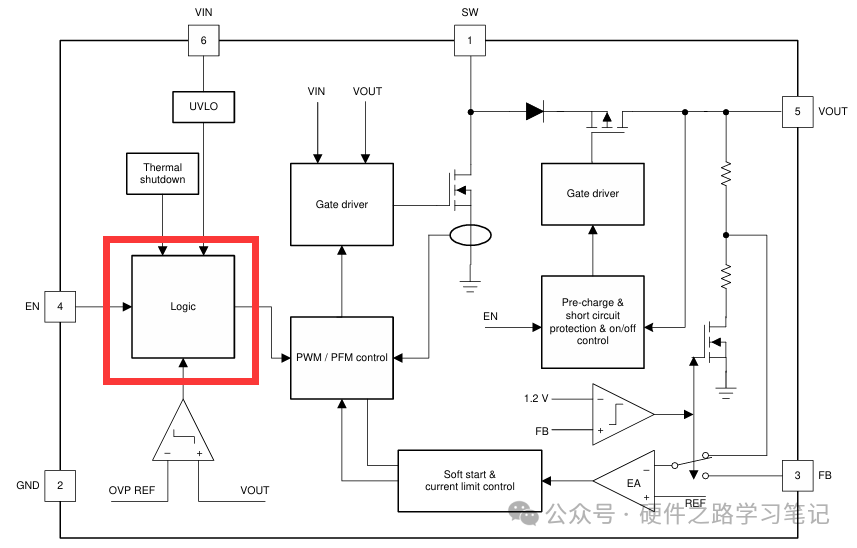 VIN
SW
6
1
UVLO
VIN
VOUT
5
VOUT
Thermal
shutdown
Gate driver
Gate driver
EN
4
Logic
EN
Pre-charge &
short circuit
protection & on/off
control
PWM / PFM control
1.2 V
−
+
FB
−
+
OVP REF
VOUT
GND
2
Soft start &
current limit control
EA
−
+
REF
3
FB
公众号 · 硬件之路学习笔记